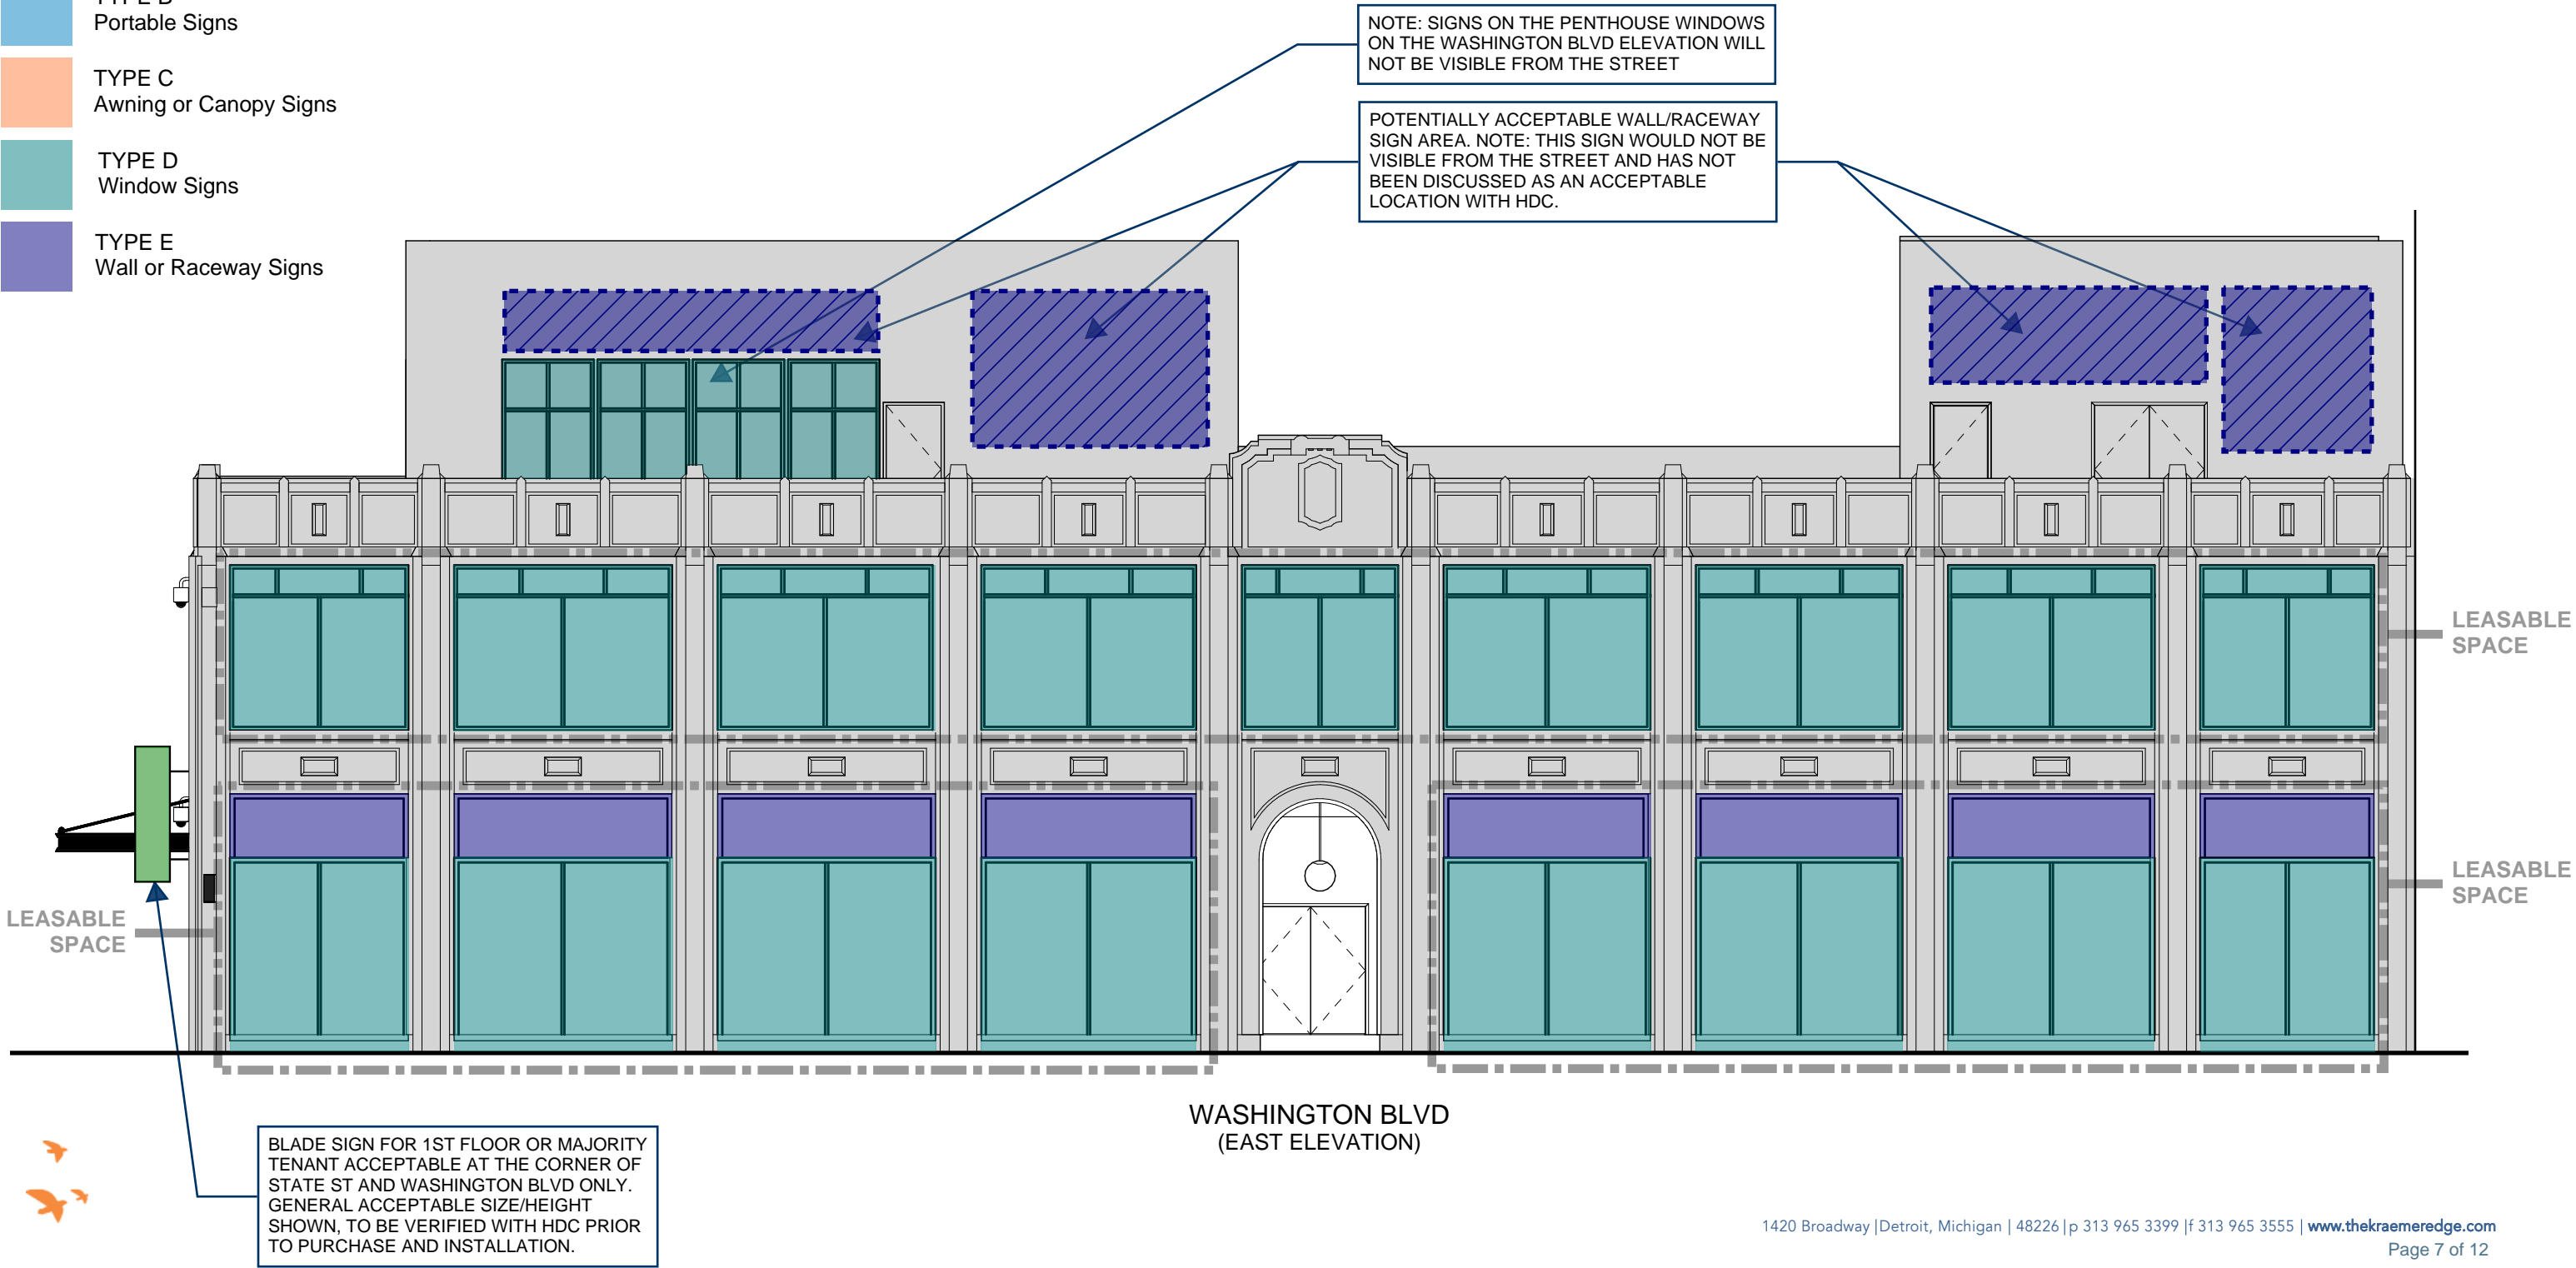 Portable Signs
TYPE C
Awning or Canopy Signs
TYPE D
Window Signs
TYPE E
Wall or Raceway Signs
NOTE: SIGNS ON THE PENTHOUSE WINDOWS
ON THE WASHINGTON BLVD ELEVATION WILL
NOT BE VISIBLE FROM THE STREET
POTENTIALLY ACCEPTABLE WALL/RACEWAY
SIGN AREA. NOTE: THIS SIGN WOULD NOT BE
VISIBLE FROM THE STREET AND HAS NOT
BEEN DISCUSSED AS AN ACCEPTABLE
LOCATION WITH HDC.
LEASABLE
SPACE
LEASABLE
SPACE
LEASABLE
SPACE
WASHINGTON BLVD
(EAST ELEVATION)
BLADE SIGN FOR 1ST FLOOR OR MAJORITY
TENANT ACCEPTABLE AT THE CORNER OF
STATE ST AND WASHINGTON BLVD ONLY.
GENERAL ACCEPTABLE SIZE/HEIGHT
SHOWN, TO BE VERIFIED WITH HDC PRIOR
TO PURCHASE AND INSTALLATION.
1420 Broadway |Detroit, Michigan | 48226|p 313 965 3399 |f 313 965 3555 | www.thekraemeredge.com
Page 7 of 12